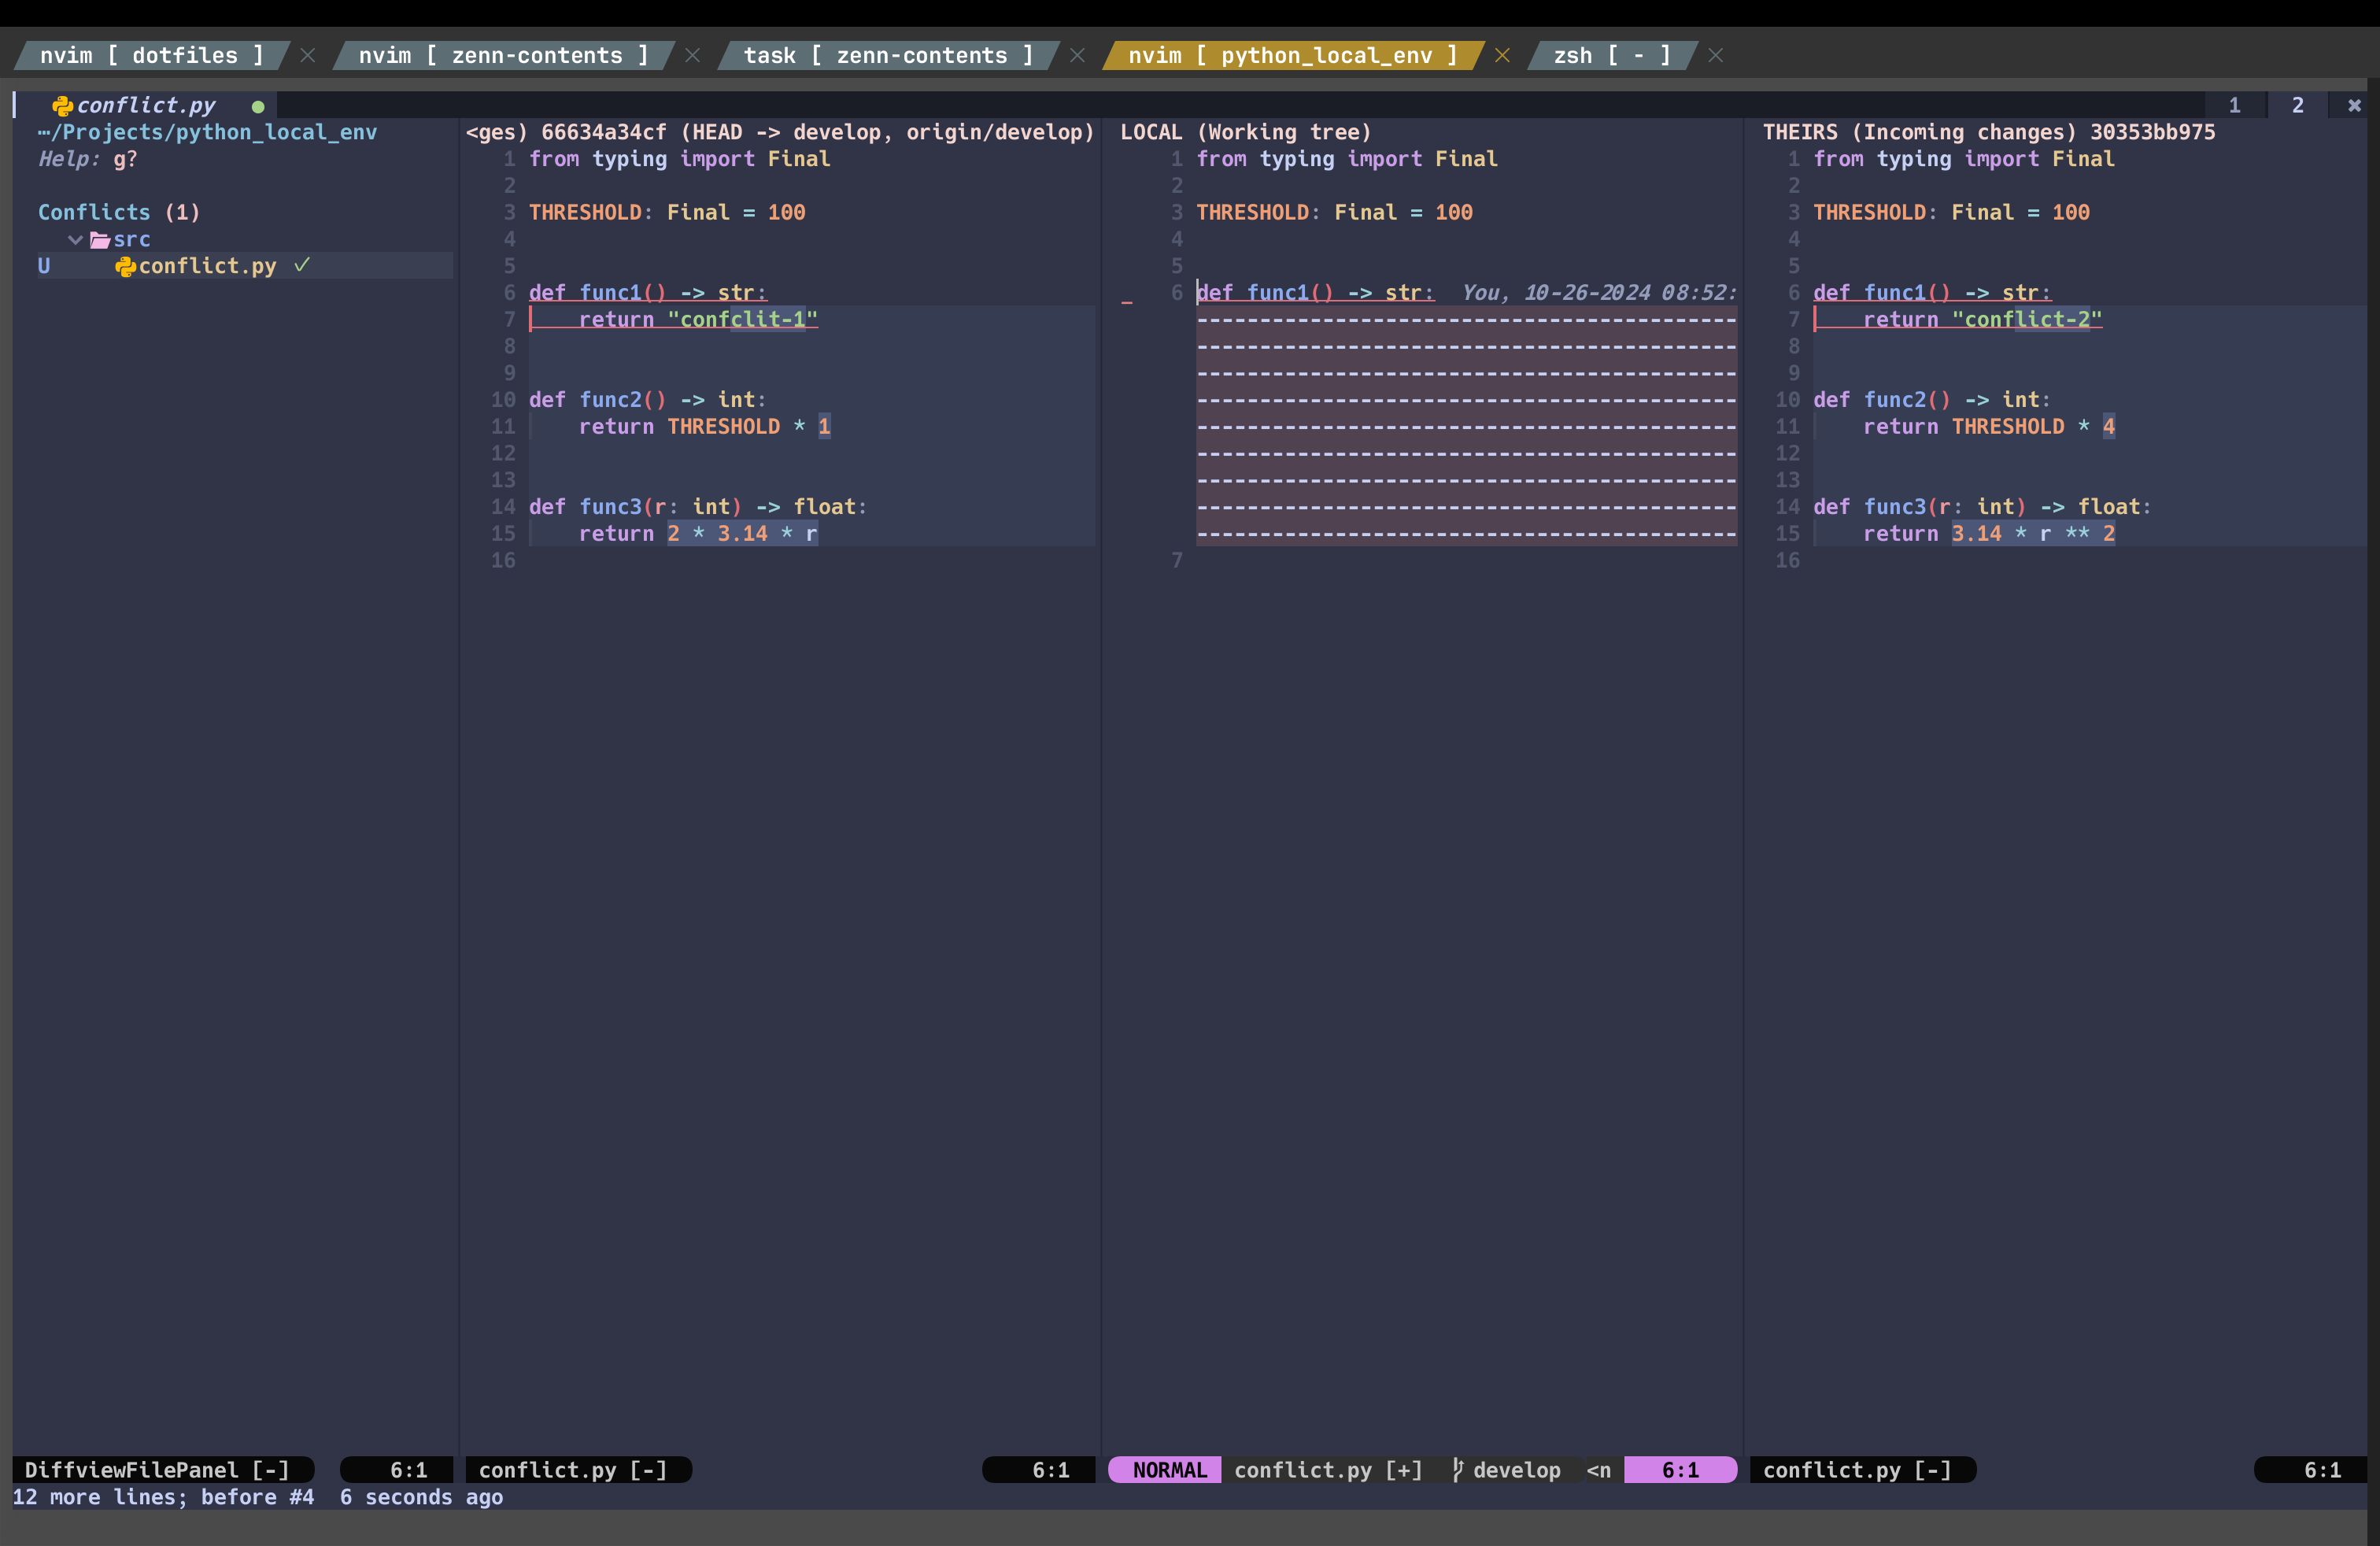 nvim [ dotfiles ] × nvim [ zenn-contents ] × task [ zenn-contents ] × nvim [ python_local_env ] × zsh [ - ] ×
conflict.py ● 1 2 ×
⋯/Projects/python_local_env
Help: g?
Conflicts (1)
src
U conflict.py ✓
<ges) 66634a34cf (HEAD -> develop, origin/develop)
1 from typing import Final
2
3 THRESHOLD: Final = 100
4
5
6 def func1() -> str:
7     return "confclit-1"
8
9
10 def func2() -> int:
11     return THRESHOLD * 1
12
13
14 def func3(r: int) -> float:
15     return 2 * 3.14 * r
16
LOCAL (Working tree)
1 from typing import Final
2
3 THRESHOLD: Final = 100
4
5
_ 6 def func1() -> str:  You, 10-26-2024 08:52:
-------------------------------------------
-------------------------------------------
-------------------------------------------
-------------------------------------------
-------------------------------------------
-------------------------------------------
-------------------------------------------
-------------------------------------------
-------------------------------------------
7
THEIRS (Incoming changes) 30353bb975
1 from typing import Final
2
3 THRESHOLD: Final = 100
4
5
6 def func1() -> str:
7     return "conflict-2"
8
9
10 def func2() -> int:
11     return THRESHOLD * 4
12
13
14 def func3(r: int) -> float:
15     return 3.14 * r ** 2
16
DiffviewFilePanel [-] 6:1 conflict.py [-] 6:1 NORMAL conflict.py [+] develop <n 6:1 conflict.py [-] 6:1
12 more lines; before #4  6 seconds ago